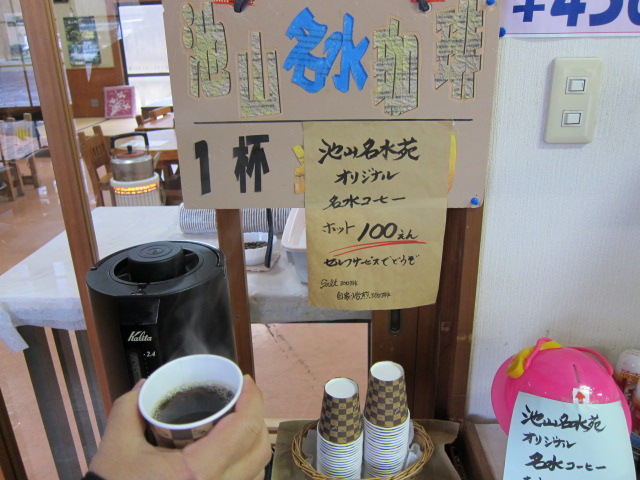 +450
池山名水珈琲
1杯
池山名水苑
オリジナル
名水コーヒー
ホット 100えん
セルフサービスでどうぞ
Kalita
2.4
池山名水苑
オリジナル
名水コーヒー